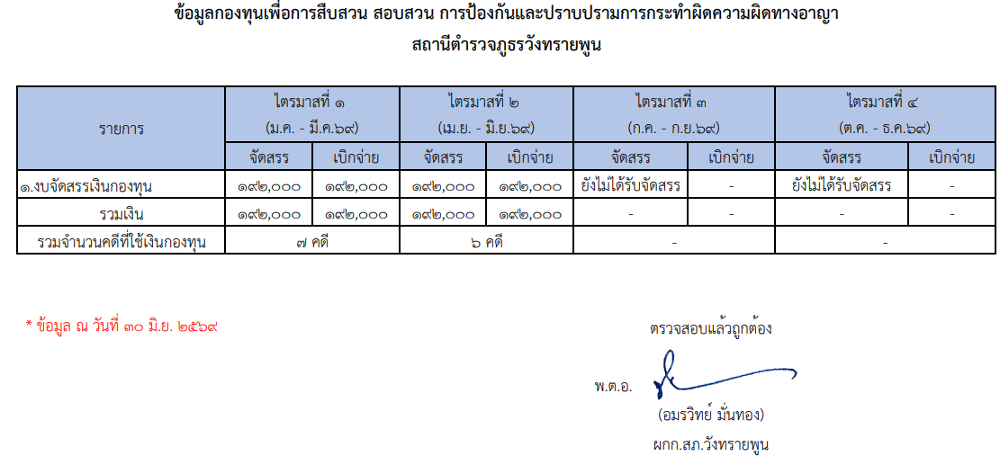 ข้อมูลกองทุนเพื่อการสืบสวน สอบสวน การป้องกันและปราบปรามการกระทำผิดความผิดทางอาญา
สถานีตำรวจภูธรวังทรายพูน
รายการ ไตรมาสที่ ๑ ไตรมาสที่ ๒ ไตรมาสที่ ๓ ไตรมาสที่ ๔
(ม.ค. - มี.ค.๖๙) (เม.ย. - มิ.ย.๖๙) (ก.ค. - ก.ย.๖๙) (ต.ค. - ธ.ค.๖๙)
จัดสรร เบิกจ่าย จัดสรร เบิกจ่าย จัดสรร เบิกจ่าย จัดสรร เบิกจ่าย
๑.งบจัดสรรเงินกองทุน ๑๙๒,๐๐๐ ๑๙๒,๐๐๐ ๑๙๒,๐๐๐ ๑๙๒,๐๐๐ ยังไม่ได้รับจัดสรร - ยังไม่ได้รับจัดสรร -
รวมเงิน ๑๙๒,๐๐๐ ๑๙๒,๐๐๐ ๑๙๒,๐๐๐ ๑๙๒,๐๐๐ - - - -
รวมจำนวนคดีที่ใช้เงินกองทุน ๗ คดี ๖ คดี - -
* ข้อมูล ณ วันที่ ๓๐ มิ.ย. ๒๕๖๙
ตรวจสอบแล้วถูกต้อง
พ.ต.อ.
(อมรวิทย์ มั่นทอง)
ผกก.สภ.วังทรายพูน